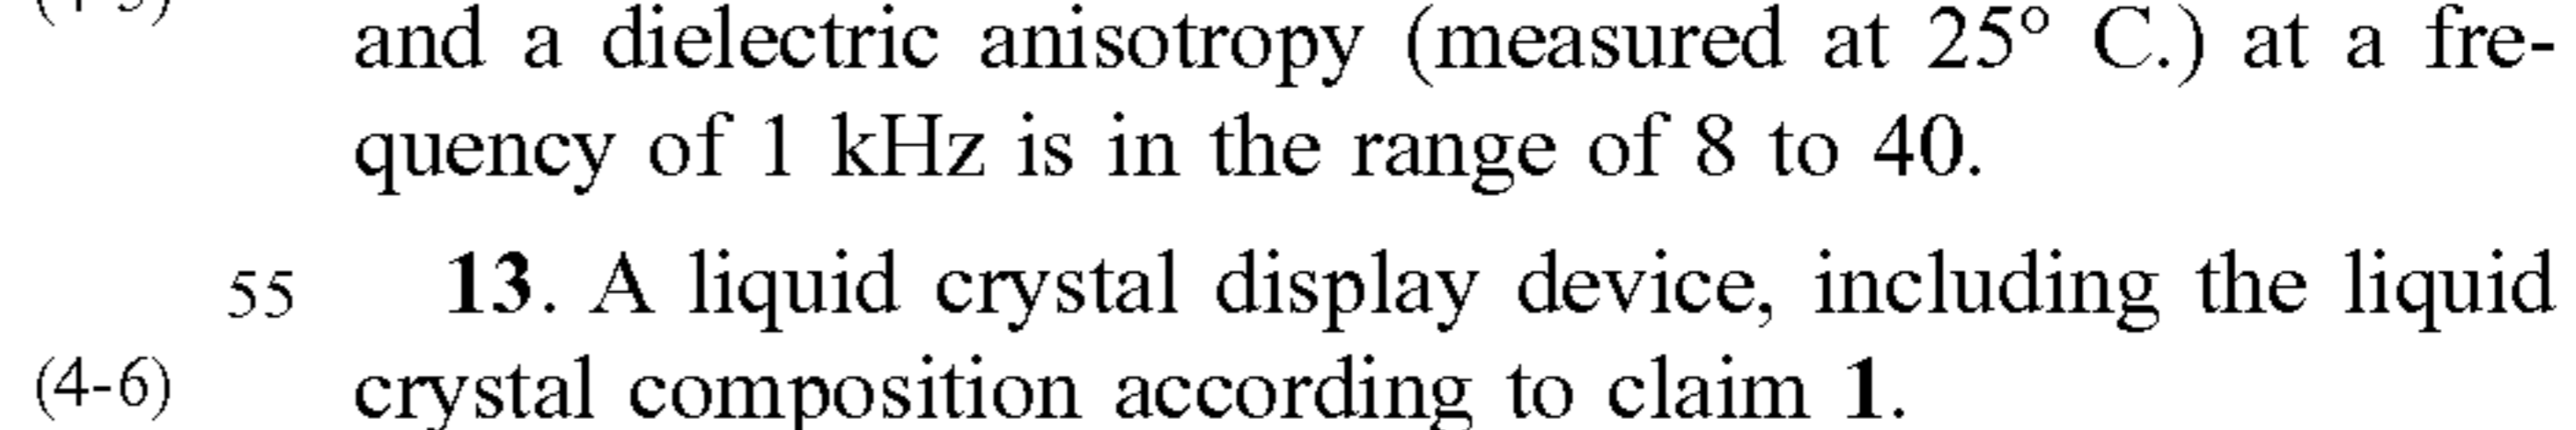 and a dielectric anisotropy (measured at 25° C.) at a fre-
quency of 1 kHz is in the range of 8 to 40.
55 13. A liquid crystal display device, including the liquid
(4-6) crystal composition according to claim 1.